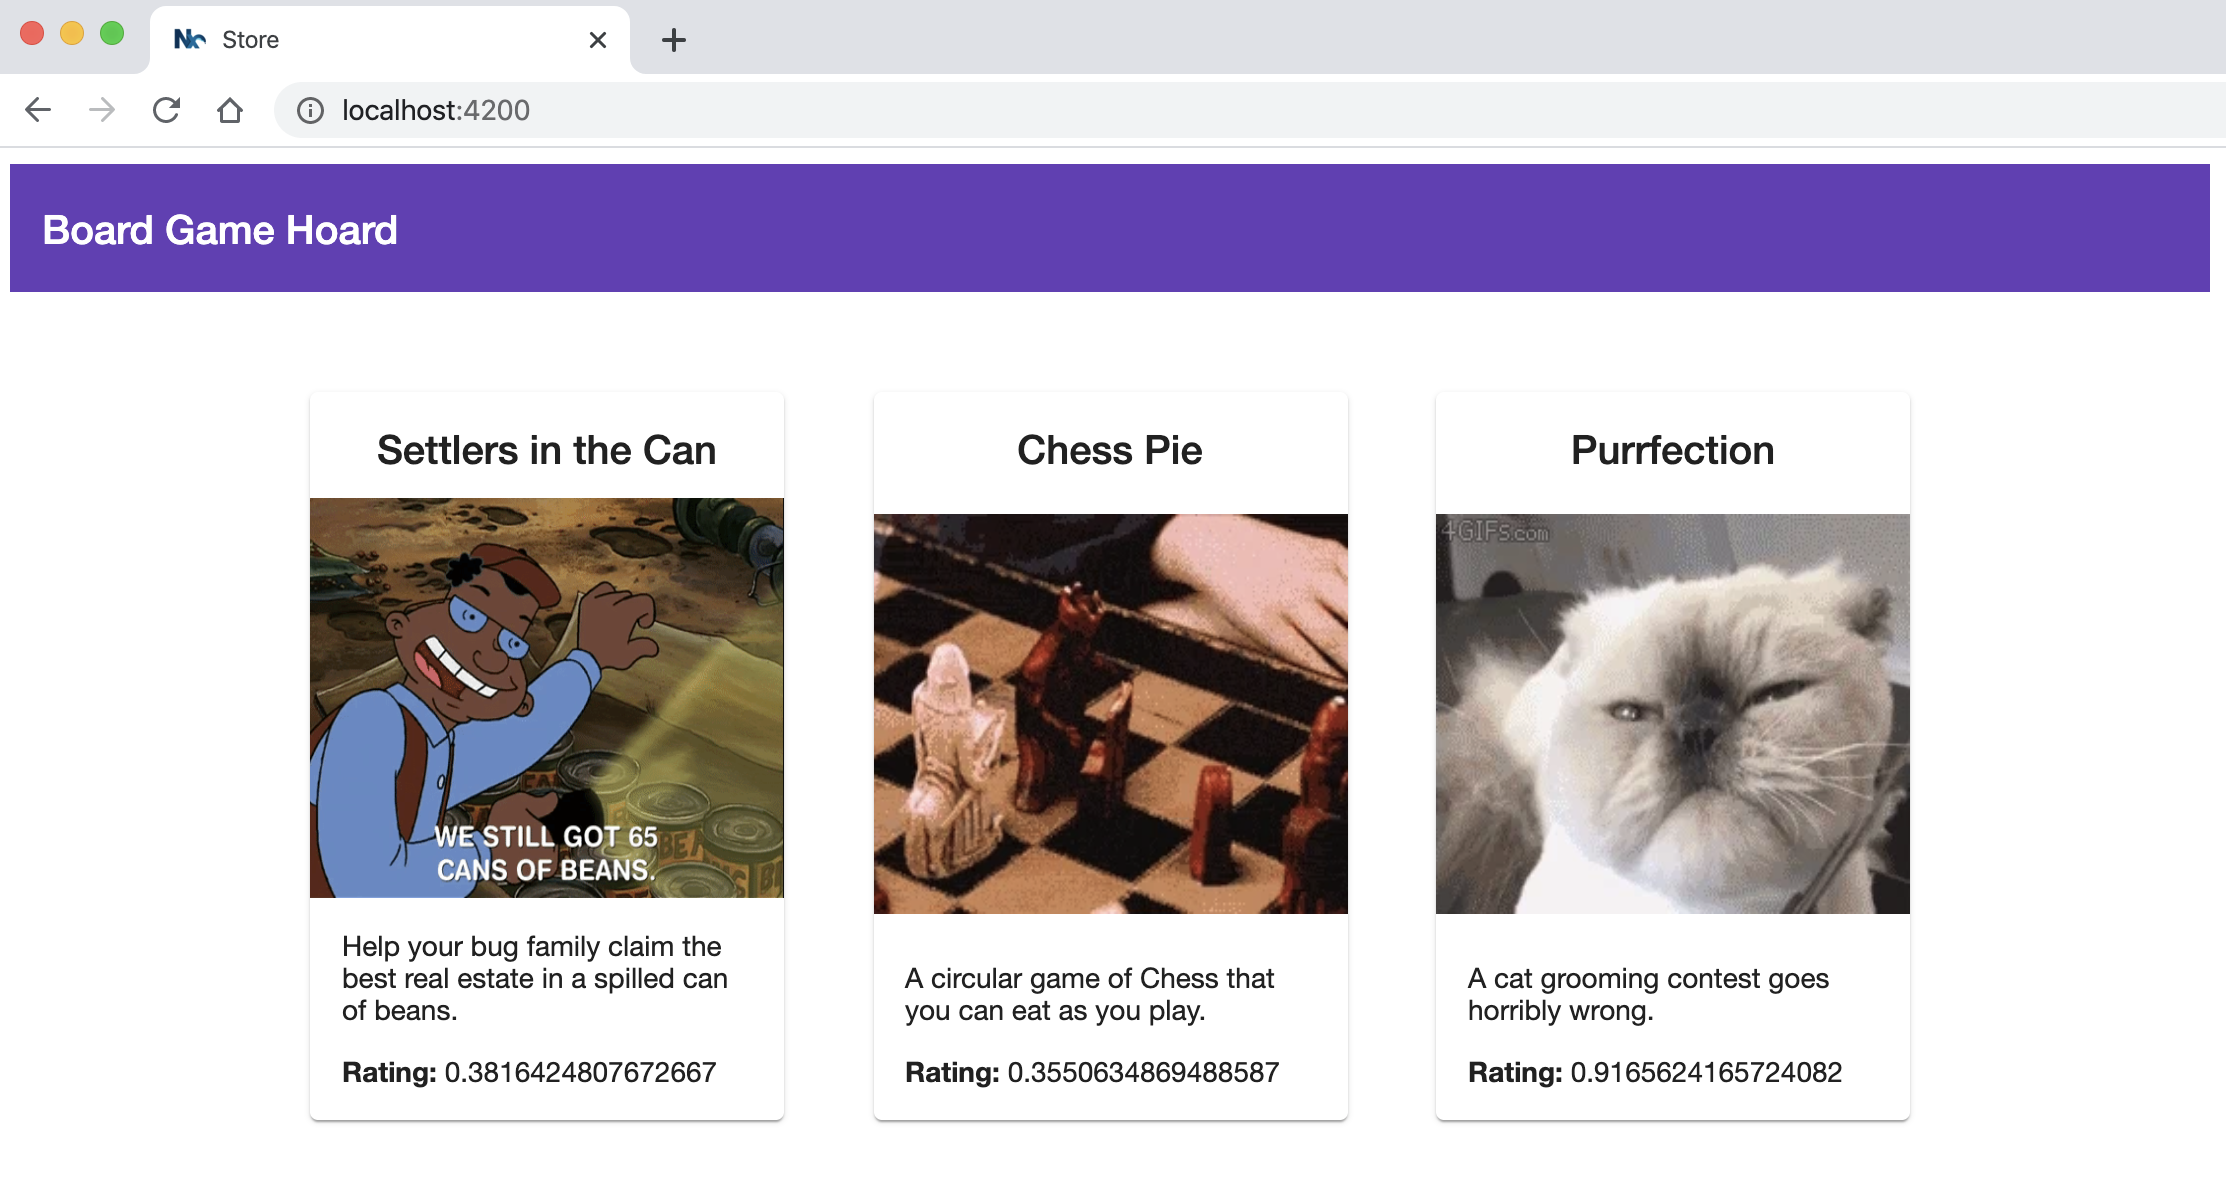 Store
localhost:4200
Board Game Hoard
Settlers in the Can
WE STILL GOT 65
CANS OF BEANS.
Help your bug family claim the
best real estate in a spilled can
of beans.
Rating: 0.3816424807672667
Chess Pie
A circular game of Chess that
you can eat as you play.
Rating: 0.3550634869488587
Purrfection
4GIFs.com
A cat grooming contest goes
horribly wrong.
Rating: 0.9165624165724082